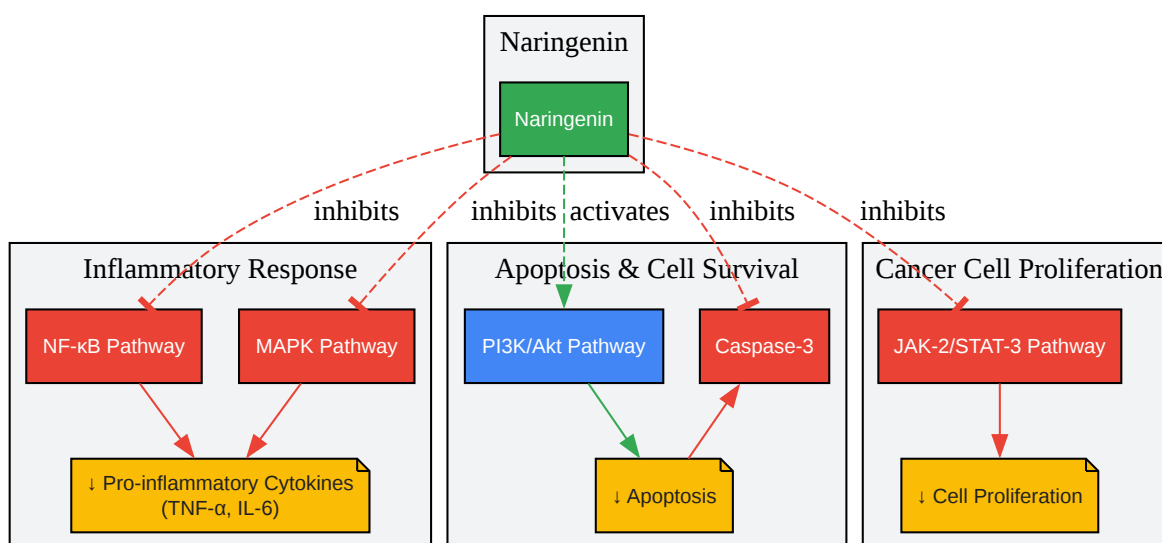 Naringenin
Naringenin
inhibits
inhibits
activates
inhibits
inhibits
Inflammatory Response
Apoptosis & Cell Survival
Cancer Cell Proliferation
NF-κB Pathway
MAPK Pathway
PI3K/Akt Pathway
Caspase-3
JAK-2/STAT-3 Pathway
↓ Pro-inflammatory Cytokines
(TNF-α, IL-6)
↓ Apoptosis
↓ Cell Proliferation